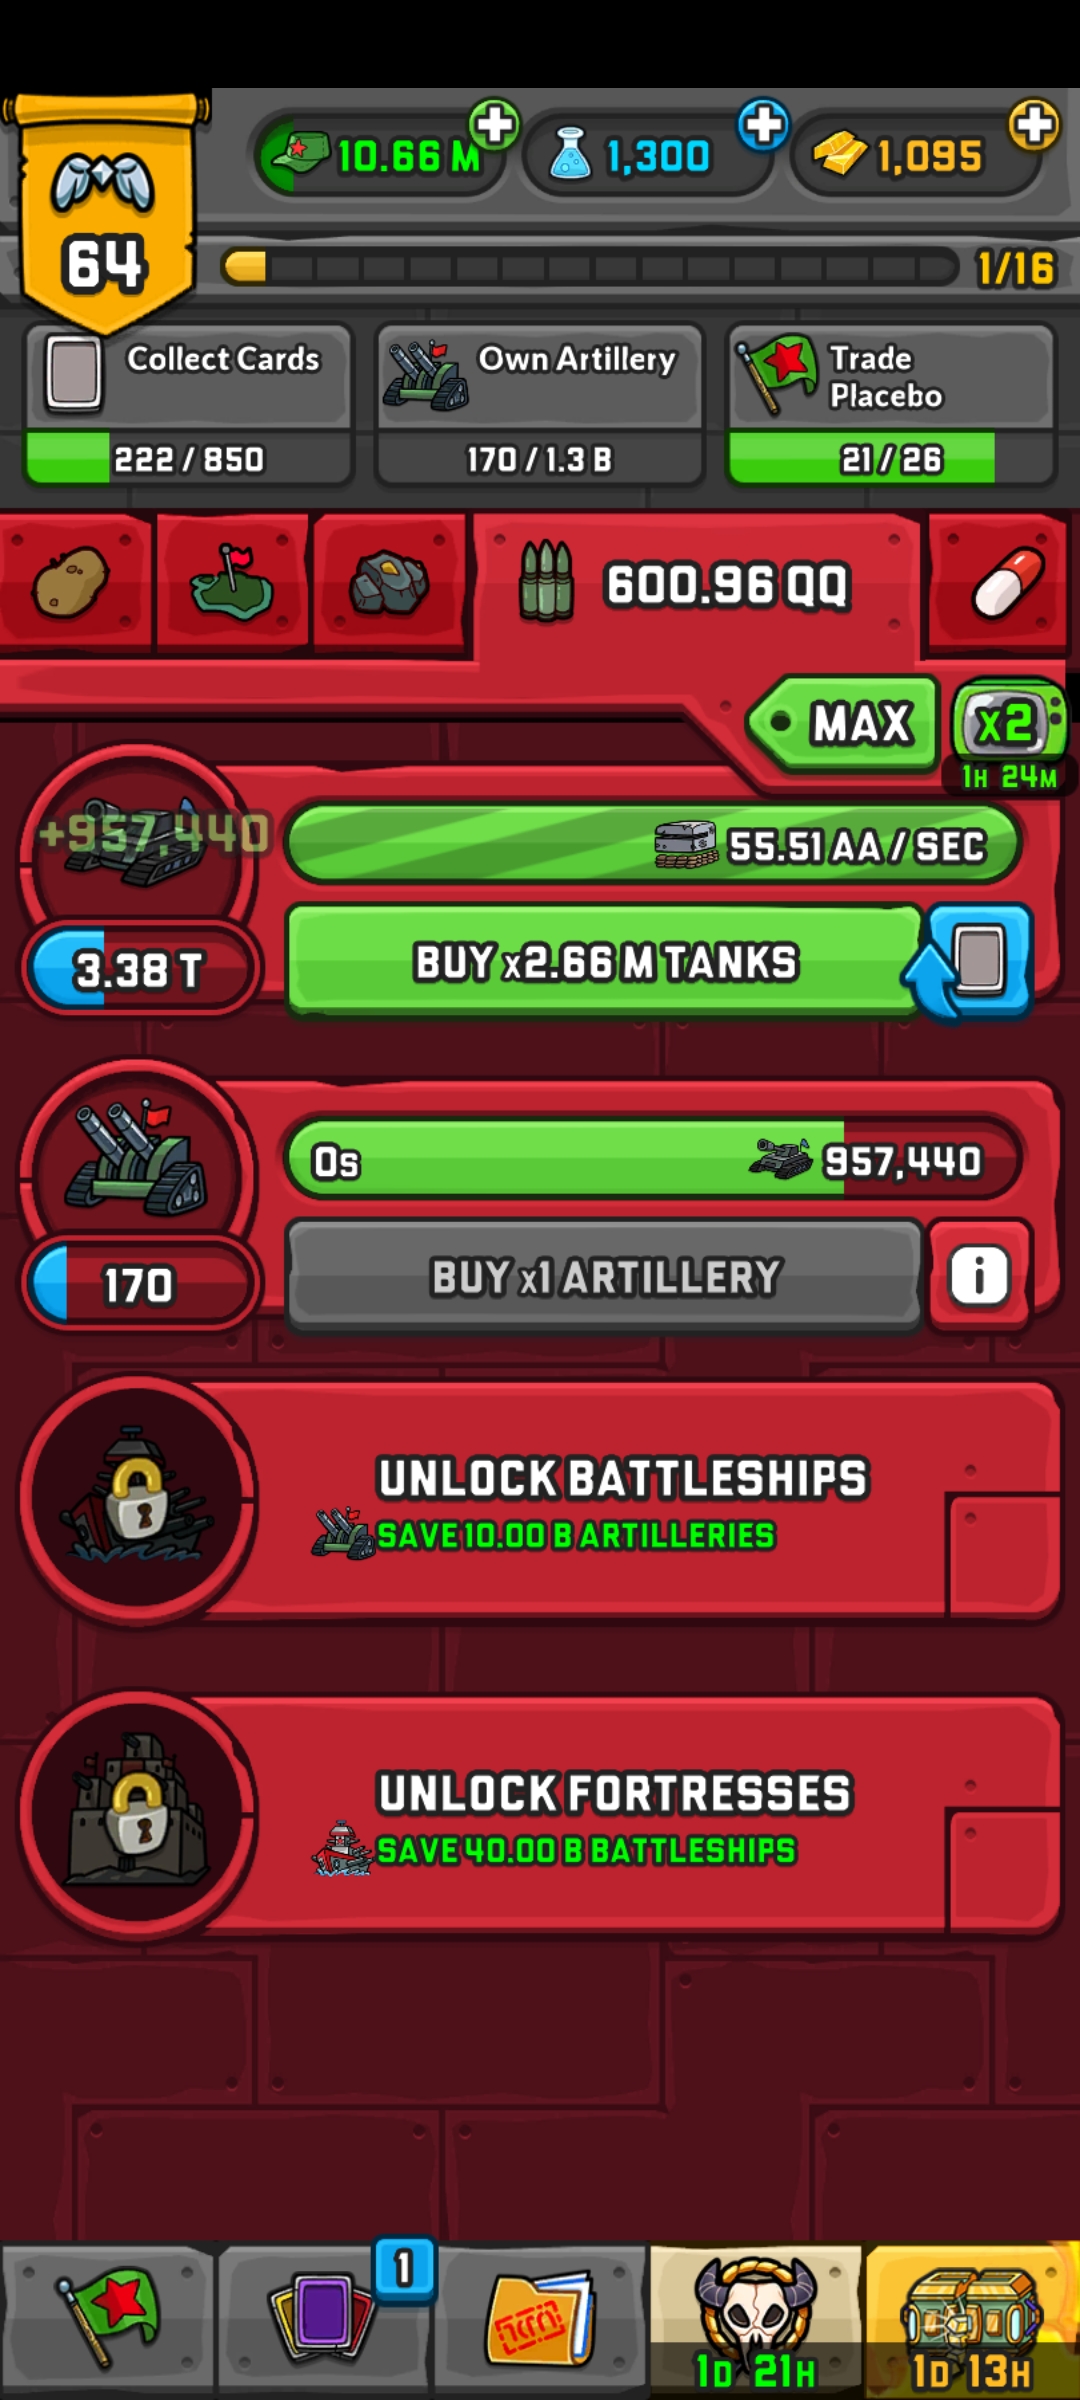 10.66 M
1,300
1,095
64
1/16
Collect Cards
222 / 850
Own Artillery
170 / 1.3 B
Trade
Placebo
21 / 26
600.96 QQ
MAX
x2
1H 24M
+957,440
55.51 AA / SEC
3.38 T
BUY x2.66 M TANKS
0s
957,440
170
BUY x1 ARTILLERY
i
UNLOCK BATTLESHIPS
SAVE 10.00 B ARTILLERIES
UNLOCK FORTRESSES
SAVE 40.00 B BATTLESHIPS
1
1D 21H
1D 13H